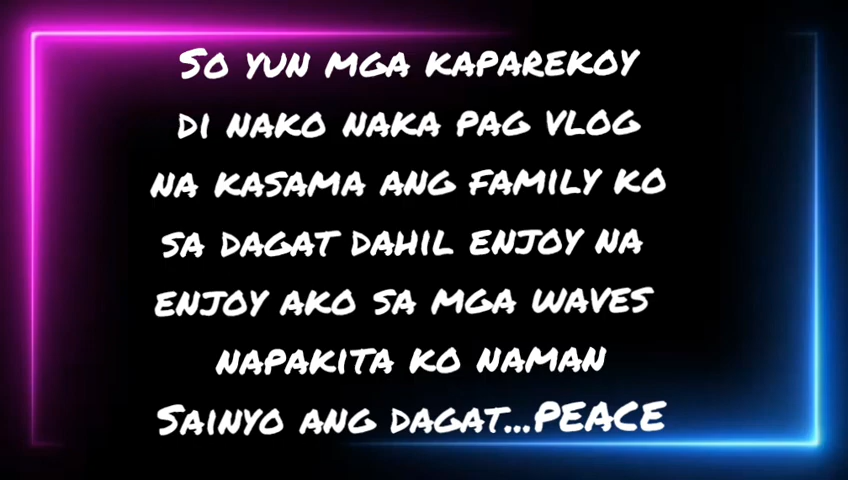 So yun mga kaparekoy
di nako naka pag vlog
na kasama ang family ko
sa dagat dahil enjoy na
enjoy ako sa mga waves
napakita ko naman
Sainyo ang dagat...PEACE